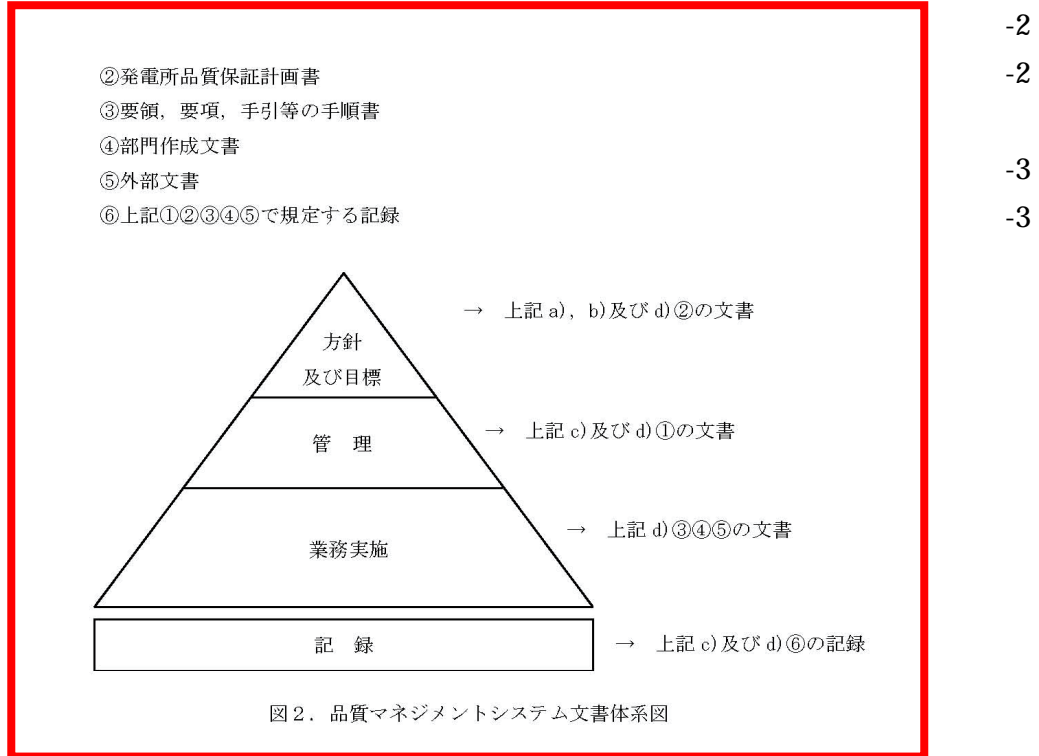 -2
②発電所品質保証計画書
-2
③要領，要項，手引等の手順書
④部門作成文書
⑤外部文書
-3
⑥上記①②③④⑤で規定する記録
-3
方針
及び目標
→ 上記 a)，b)及び d)②の文書
管 理
→ 上記 c)及び d)①の文書
業務実施
→ 上記 d)③④⑤の文書
記 録
→ 上記 c)及び d)⑥の記録
図２．品質マネジメントシステム文書体系図